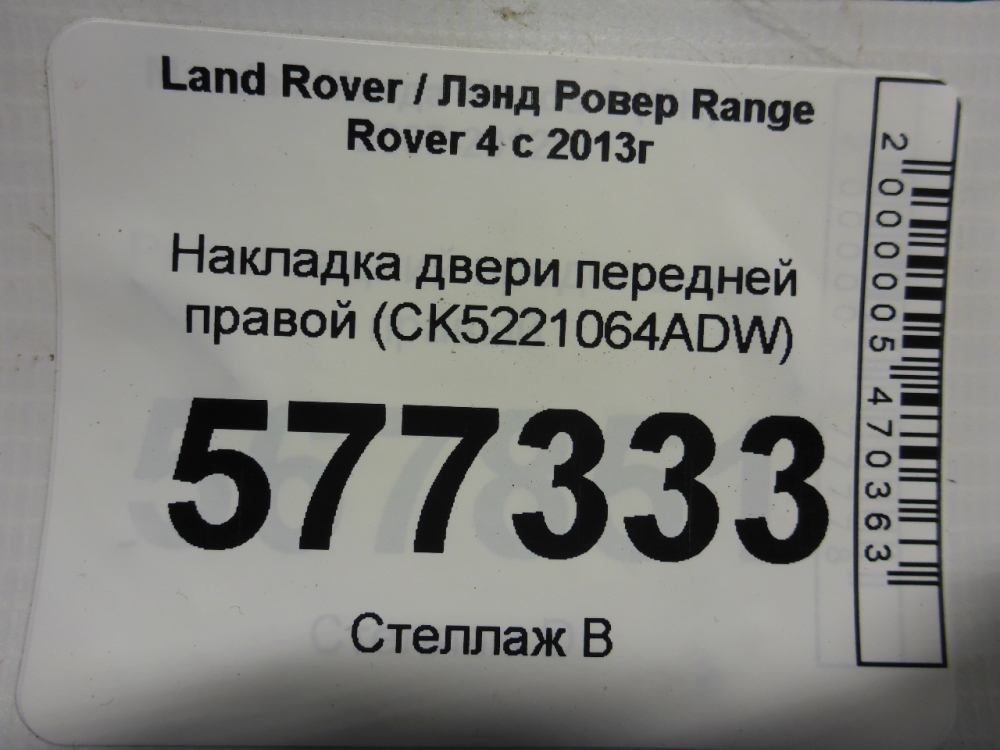 Land Rover / Лэнд Ровер Range
Rover 4 с 2013г
Накладка двери передней
правой (CK5221064ADW)
577333
Стеллаж В
2000005470363